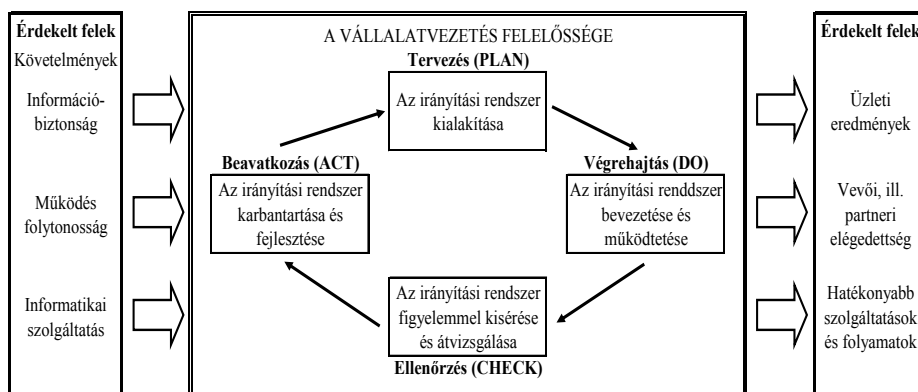 Érdekelt felek
Követelmények
Információ-
biztonság
Működés
folytonosság
Informatikai
szolgáltatás
A VÁLLALATVEZETÉS FELELŐSSÉGE
Tervezés (PLAN)
Az irányítási rendszer
kialakítása
Beavatkozás (ACT)
Az irányítási rendszer
karbantartása és
fejlesztése
Végrehajtás (DO)
Az irányítási renddszer
bevezetése és
működtetése
Az irányítási rendszer
figyelemmel kisérése
és átvizsgálása
Ellenőrzés (CHECK)
Érdekelt felek
Üzleti
eredmények
Vevői, ill.
partneri
elégedettség
Hatékonyabb
szolgáltatások
és folyamatok